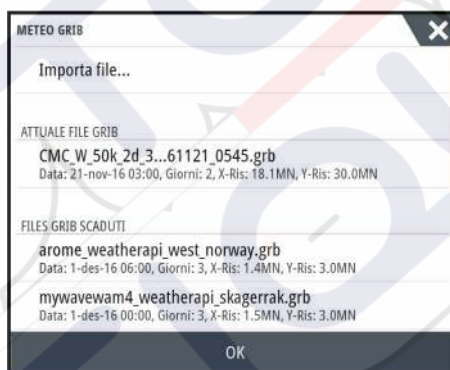 METEO GRIB
Importa file...
ATTUALE FILE GRIB
CMC_W_50k_2d_3...61121_0545.grb
Data: 21-nov-16 03:00, Giorni: 2, X-Ris: 18.1MN, Y-Ris: 30.0MN
FILES GRIB SCADUTI
arome_weatherapi_west_norway.grb
Data: 1-des-16 06:00, Giorni: 3, X-Ris: 1.4MN, Y-Ris: 3.0MN
mywavewam4_weatherapi_skagerrak.grb
Data: 1-des-16 00:00, Giorni: 3, X-Ris: 1.5MN, Y-Ris: 3.0MN
OK